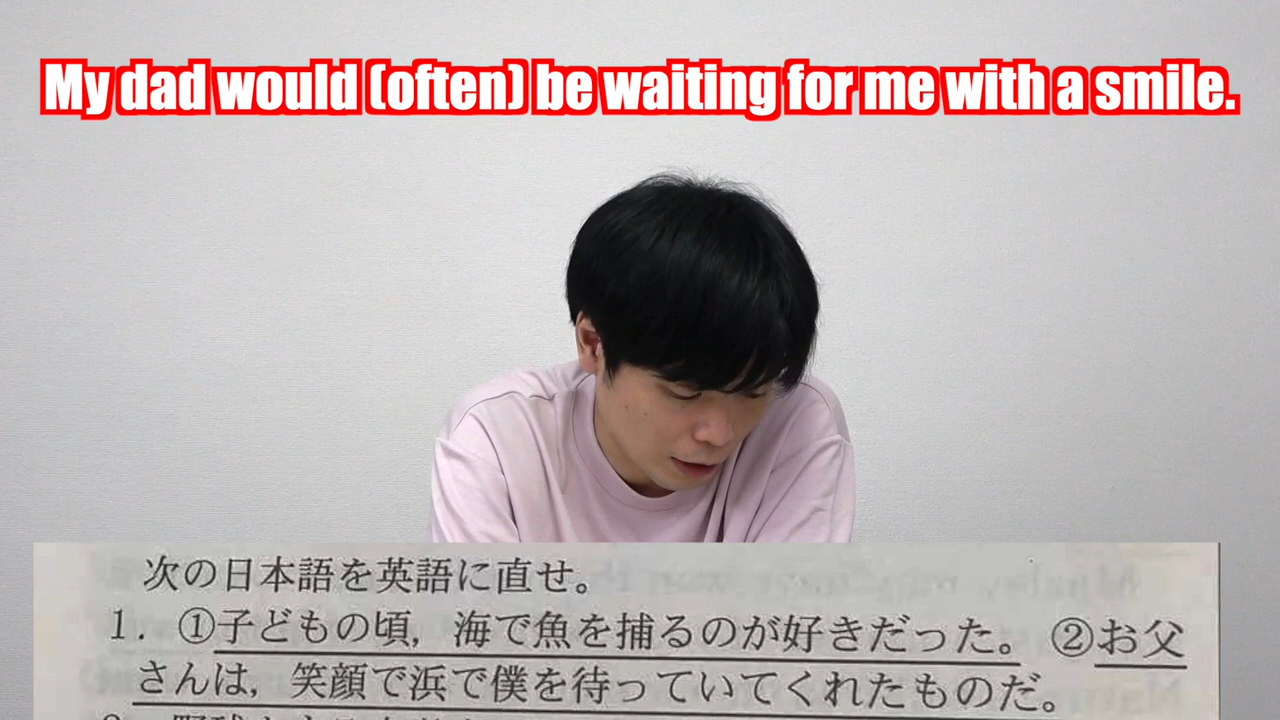 My dad would (often) be waiting for me with a smile.
次の日本語を英語に直せ。
1. ①子どもの頃，海で魚を捕るのが好きだった。 ②お父
さんは，笑顔で浜で僕を待っていてくれたものだ。